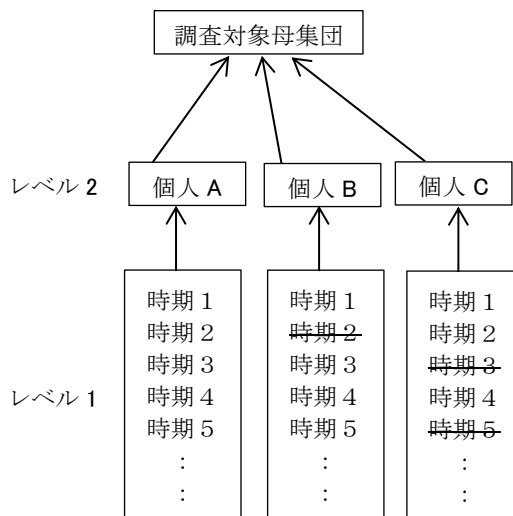 調査対象母集団
レベル 2
個人 A
個人 B
個人 C
レベル 1
時期１
時期２
時期３
時期４
時期５
：
：
時期１
時期２
時期３
時期４
時期５
：
：
時期１
時期２
時期３
時期４
時期５
：
：